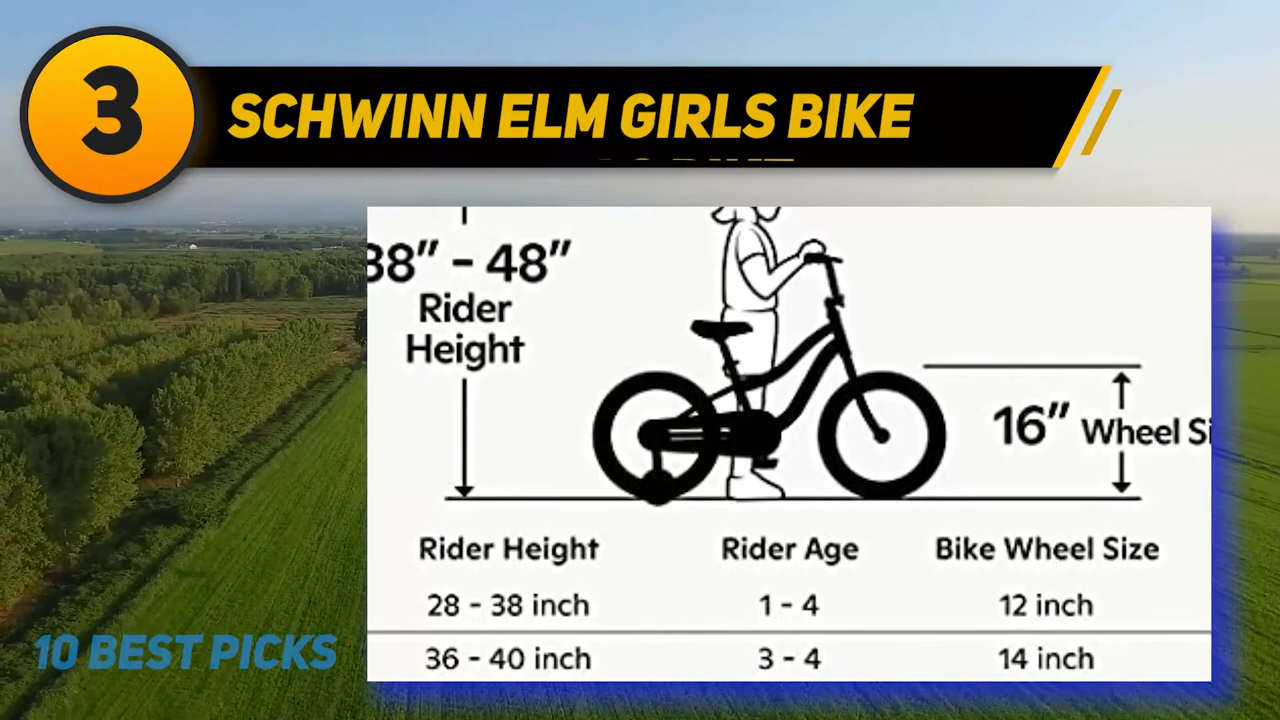 3
SCHWINN ELM GIRLS BIKE
38" - 48"
Rider
Height
16" Wheel Si
Rider Height Rider Age Bike Wheel Size
28 - 38 inch 1 - 4 12 inch
36 - 40 inch 3 - 4 14 inch
10 BEST PICKS